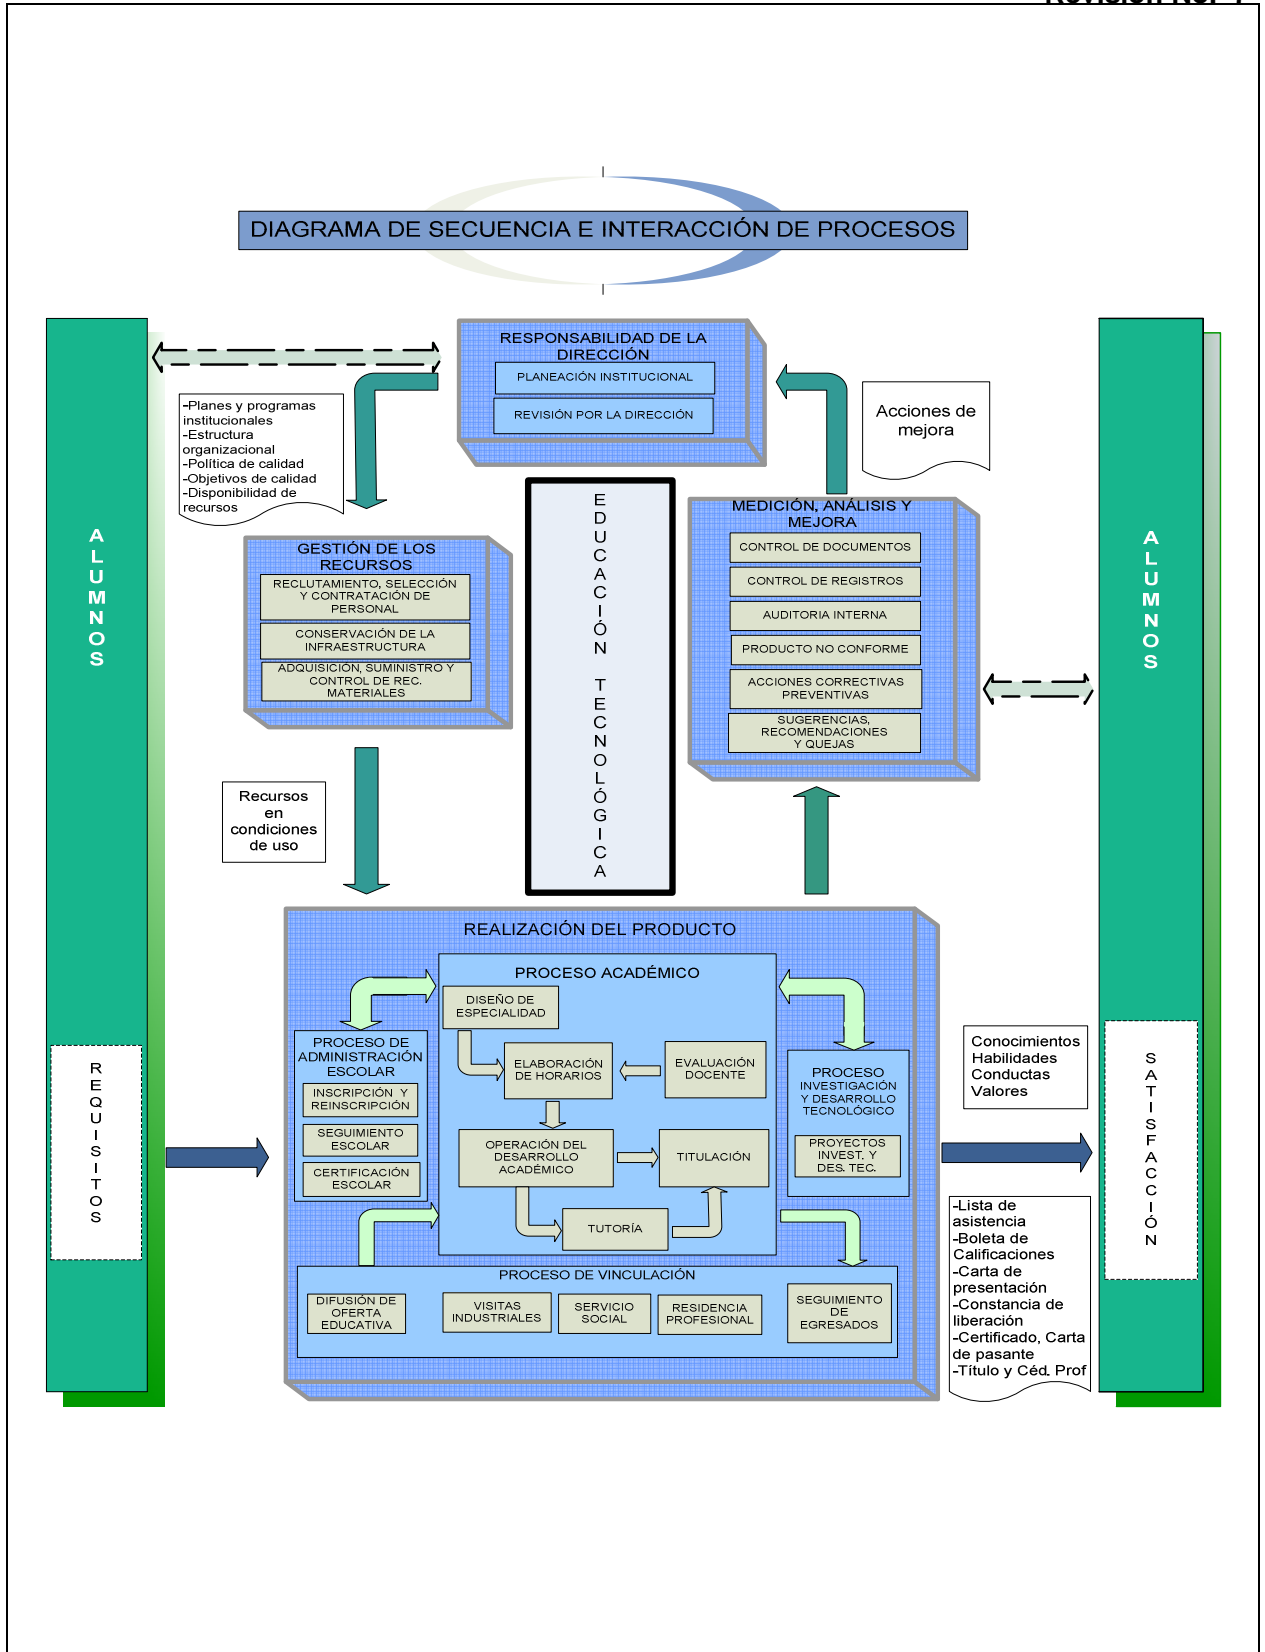 DIAGRAMA DE SECUENCIA E INTERACCIÓN DE PROCESOS
ALUMNOS
REQUISITOS
RESPONSABILIDAD DE LA
DIRECCIÓN
PLANEACIÓN INSTITUCIONAL
REVISIÓN POR LA DIRECCIÓN
-Planes y programas
institucionales
-Estructura
organizacional
-Política de calidad
-Objetivos de calidad
-Disponibilidad de
recursos
Acciones de
mejora
GESTIÓN DE LOS
RECURSOS
RECLUTAMIENTO, SELECCIÓN
Y CONTRATACIÓN DE
PERSONAL
CONSERVACIÓN DE LA
INFRAESTRUCTURA
ADQUISICIÓN, SUMINISTRO Y
CONTROL DE REC.
MATERIALES
EDUCACIÓN TECNOLÓGICA
MEDICIÓN, ANÁLISIS Y
MEJORA
CONTROL DE DOCUMENTOS
CONTROL DE REGISTROS
AUDITORIA INTERNA
PRODUCTO NO CONFORME
ACCIONES CORRECTIVAS
PREVENTIVAS
SUGERENCIAS,
RECOMENDACIONES
Y QUEJAS
Recursos
en
condiciones
de uso
REALIZACIÓN DEL PRODUCTO
PROCESO ACADÉMICO
DISEÑO DE
ESPECIALIDAD
ELABORACIÓN
DE HORARIOS
EVALUACIÓN
DOCENTE
OPERACIÓN DEL
DESARROLLO
ACADÉMICO
TITULACIÓN
TUTORÍA
PROCESO DE
ADMINISTRACIÓN
ESCOLAR
INSCRIPCIÓN Y
REINSCRIPCIÓN
SEGUIMIENTO
ESCOLAR
CERTIFICACIÓN
ESCOLAR
PROCESO
INVESTIGACIÓN
Y DESARROLLO
TECNOLÓGICO
PROYECTOS
INVEST. Y
DES. TEC.
PROCESO DE VINCULACIÓN
DIFUSIÓN DE
OFERTA
EDUCATIVA
VISITAS
INDUSTRIALES
SERVICIO
SOCIAL
RESIDENCIA
PROFESIONAL
SEGUIMIENTO
DE
EGRESADOS
Conocimientos
Habilidades
Conductas
Valores
-Lista de
asistencia
-Boleta de
Calificaciones
-Carta de
presentación
-Constancia de
liberación
-Certificado, Carta
de pasante
-Título y Céd. Prof
ALUMNOS
SATISFACCIÓN